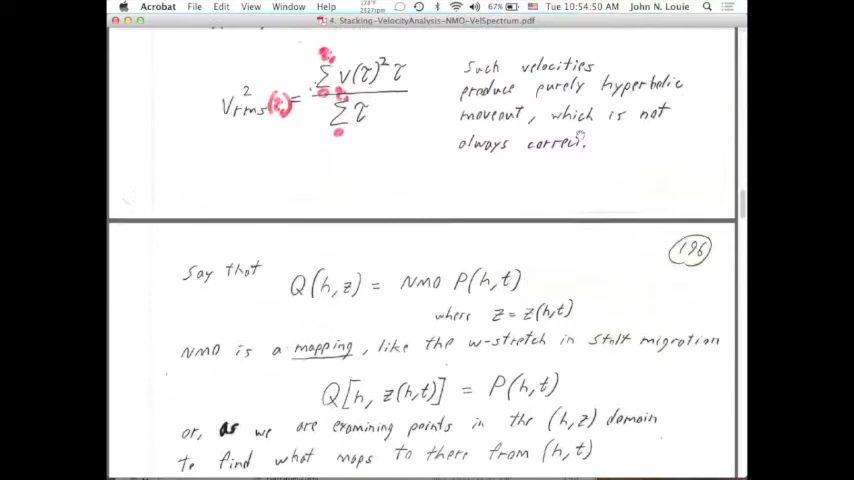 Acrobat File Edit View Window Help 67% Tue 10:54:50 AM John N. Louie
4. Stacking-VelocityAnalysis-NMO-VelSpectrum.pdf
Vrms²(τ₀) = Σ v(τ)² τ / Σ τ
Such velocities
produce purely hyperbolic
moveout, which is not
always correct.
196
Say that
Q(h,z) = NMO P(h,t)
where z = z(h,t)
NMO is a mapping, like the w-stretch in Stolt migration
Q[h, z(h,t)] = P(h,t)
or, as we are examining points in the (h,z) domain
to find what maps to there from (h,t)